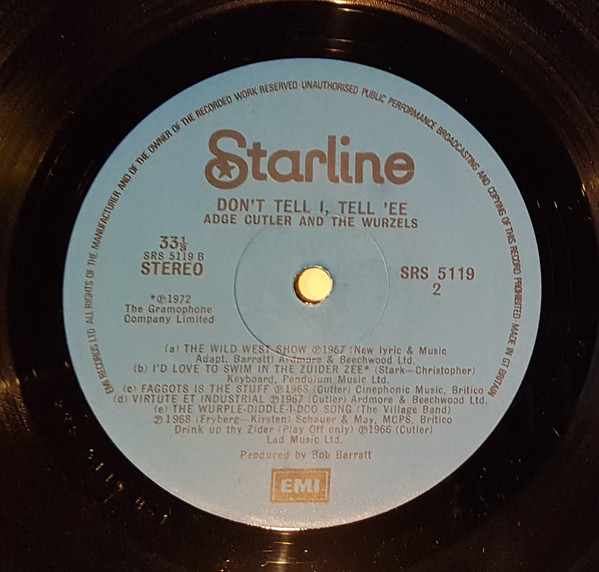 EMI RECORDS LTD ALL RIGHTS OF THE MANUFACTURER AND OF THE OWNER OF THE RECORDED WORK RESERVED · UNAUTHORISED PUBLIC PERFORMANCE BROADCASTING AND COPYING OF THIS RECORD PROHIBITED · MADE IN GT BRITAIN
Starline
DON'T TELL I, TELL 'EE
ADGE CUTLER AND THE WURZELS
33⅓
SRS 5119 B
STEREO
SRS 5119
2
*℗1972
The Gramophone
Company Limited
(a) THE WILD WEST SHOW ℗1967 (New lyric & Music
Adapt. Barratt) Ardmore & Beechwood Ltd.
(b) I'D LOVE TO SWIM IN THE ZUIDER ZEE* (Stark—Christopher)
Keyboard, Pendulum Music Ltd.
(c) FAGGOTS IS THE STUFF ℗1968 (Cutler) Cinephonic Music, Britico
(d) VIRTUTE ET INDUSTRIAL ℗1967 (Cutler) Ardmore & Beechwood Ltd.
(e) THE WURPLE-DIDDLE-I-DOO SONG (The Village Band)
℗1968 (Fryberg—Kirsten) Schauer & May, MCPS, Britico
Drink up thy Zider (Play Off only) ℗1966 (Cutler)
Lad Music Ltd.
Produced by Bob Barratt
EMI